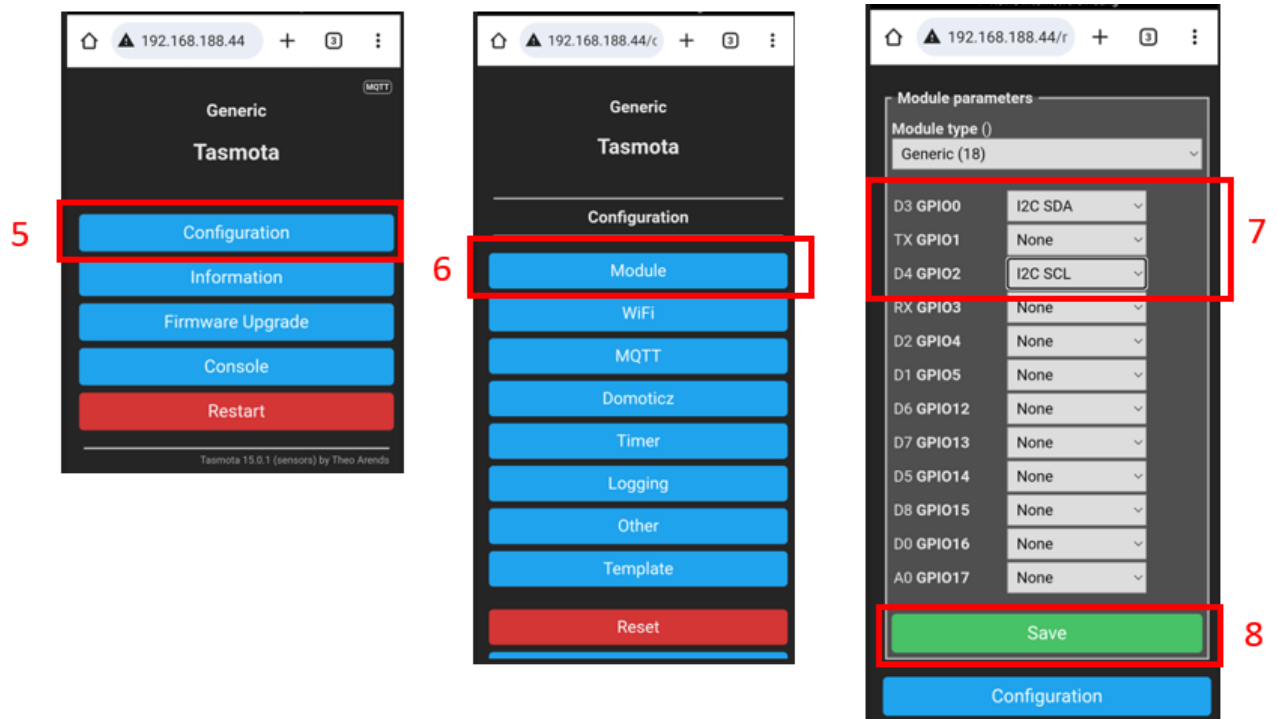 5
192.168.188.44
3
MQTT
Generic
Tasmota
Configuration
Information
Firmware Upgrade
Console
Restart
Tasmota 15.0.1 (sensors) by Theo Arends
6
192.168.188.44/c
3
Generic
Tasmota
Configuration
Module
WiFi
MQTT
Domoticz
Timer
Logging
Other
Template
Reset
192.168.188.44/r
3
Module parameters
Module type ()
Generic (18)
7
D3 GPIO0 I2C SDA
TX GPIO1 None
D4 GPIO2 I2C SCL
RX GPIO3 None
D2 GPIO4 None
D1 GPIO5 None
D6 GPIO12 None
D7 GPIO13 None
D5 GPIO14 None
D8 GPIO15 None
D0 GPIO16 None
A0 GPIO17 None
Save
8
Configuration